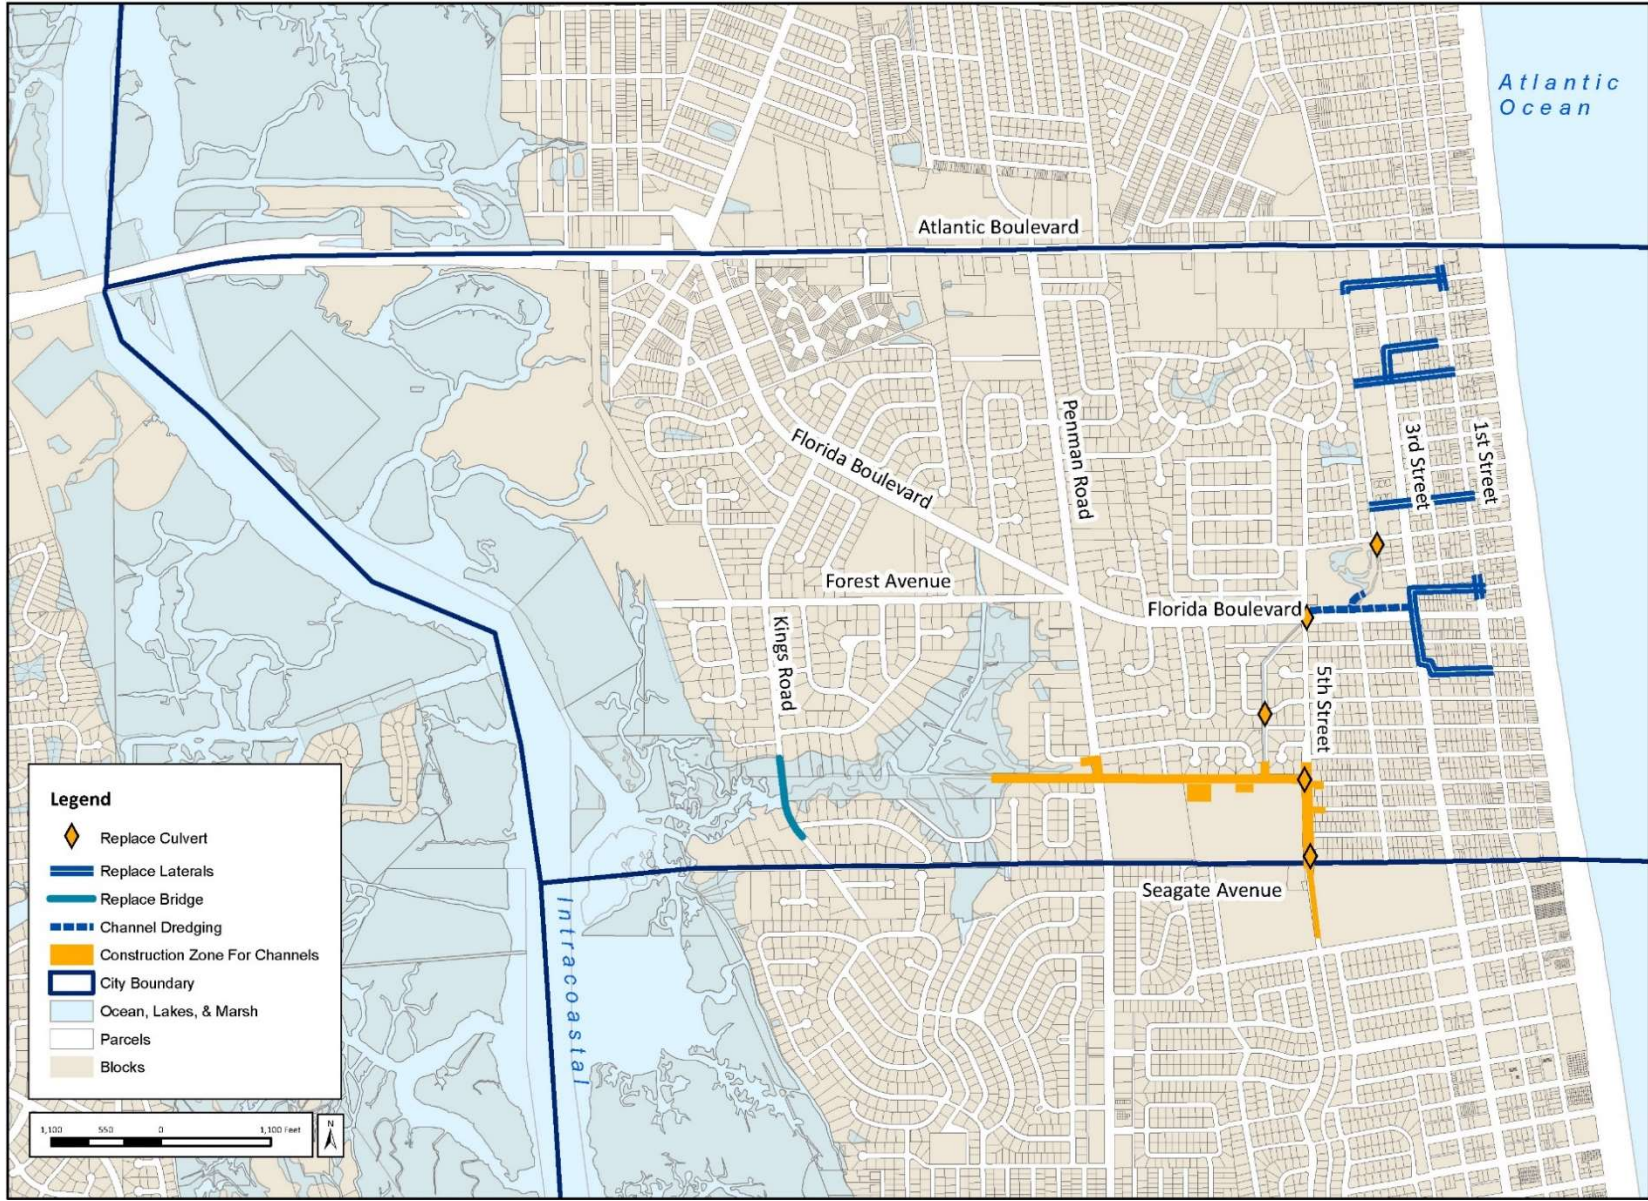 Atlantic
Ocean
Atlantic Boulevard
Penman Road
Florida Boulevard
3rd Street
1st Street
Forest Avenue
Florida Boulevard
Kings Road
5th Street
Seagate Avenue
Intracoastal
Legend
Replace Culvert
Replace Laterals
Replace Bridge
Channel Dredging
Construction Zone For Channels
City Boundary
Ocean, Lakes, & Marsh
Parcels
Blocks
1,100 550 0 1,100 Feet
N